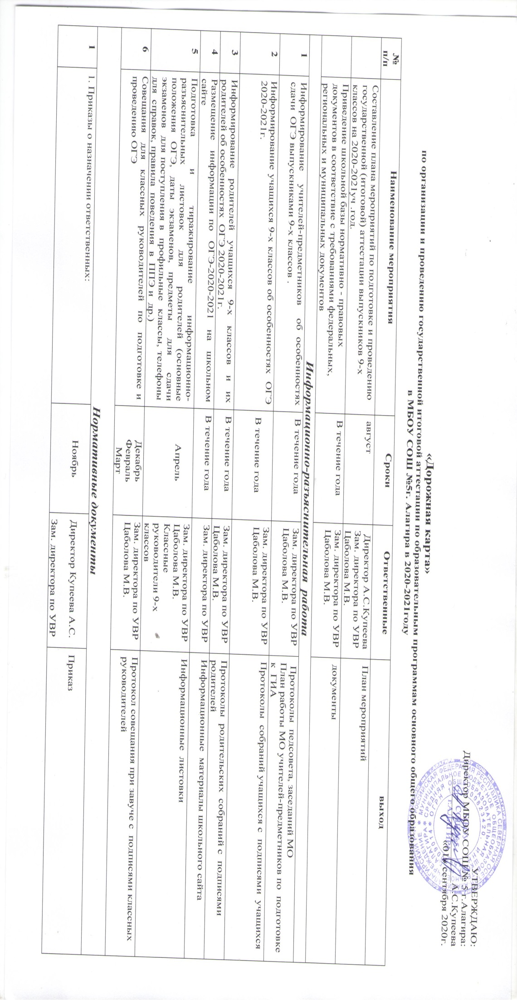 УТВЕРЖДАЮ:
Директор МБОУ СОШ № 5 г.Алагира:
А.С.Купеева
«01» сентября 2020г.
«Дорожная карта»
по организации и проведению государственной итоговой аттестации по образовательным программам основного общего образования
в МБОУ СОШ №5г. Алагира в 2020-2021году
№
п/п
Наименование мероприятия
Сроки
Ответственные
выход
Составление плана мероприятий по подготовке и проведению
государственной (итоговой) аттестации выпускников 9-х
классов на 2020-2021уч .год.
август
Директор А.С.Купеева
Зам. директора по УВР
Цаболова М.В.
План мероприятий
Приведение школьной базы нормативно – правовых
документов в соответствие с требованиями федеральных,
региональных и муниципальных документов
В течение года
Зам. директора по УВР
Цаболова М.В.
документы
Информационно-разъяснительная работа
1
Информирование учителей-предметников об особенностях
сдачи ОГЭ выпускниками 9-х классов .
В течение года
Зам. директора по УВР
Цаболова М.В.
Протоколы педсовета, заседаний МО
План работы МО учителей-предметников по подготовке
к ГИА
2
Информирование учащихся 9-х классов об особенностях ОГЭ
2020-2021г.
В течение года
Зам. директора по УВР
Цаболова М.В.
Протоколы собраний учащихся с подписями учащихся
3
Информирование родителей учащихся 9-х классов и их
родителей об особенностях ОГЭ 2020-2021г.
В течение года
Зам. директора по УВР
Цаболова М.В.
Протоколы родительских собраний с подписями
родителей
4
Размещение информации по ОГЭ-2020-2021 на школьном
сайте
В течение года
Зам. директора по УВР
Информационные материалы школьного сайта
5
Подготовка и тиражирование информационно-
разъяснительных листовок для родителей (основные
положения ОГЭ, даты экзаменов, предметы для сдачи
экзаменов для поступления в профильные классы, телефоны
для справок, правила поведения в ППЭ и др.)
Апрель
Зам. директора по УВР
Цаболова М.В.
Классные
руководители 9-х
классов
Информационные листовки
6
Совещания для классных руководителей по подготовке и
проведению ОГЭ
Декабрь
Февраль
Март
Зам. директора по УВР
Цаболова М.В.
Протокол совещания при завуче с подписями классных
руководителей
Нормативные документы
1
1. Приказы о назначении ответственных:
Ноябрь
Директор Купеева А.С.
Зам. директора по УВР
Приказ